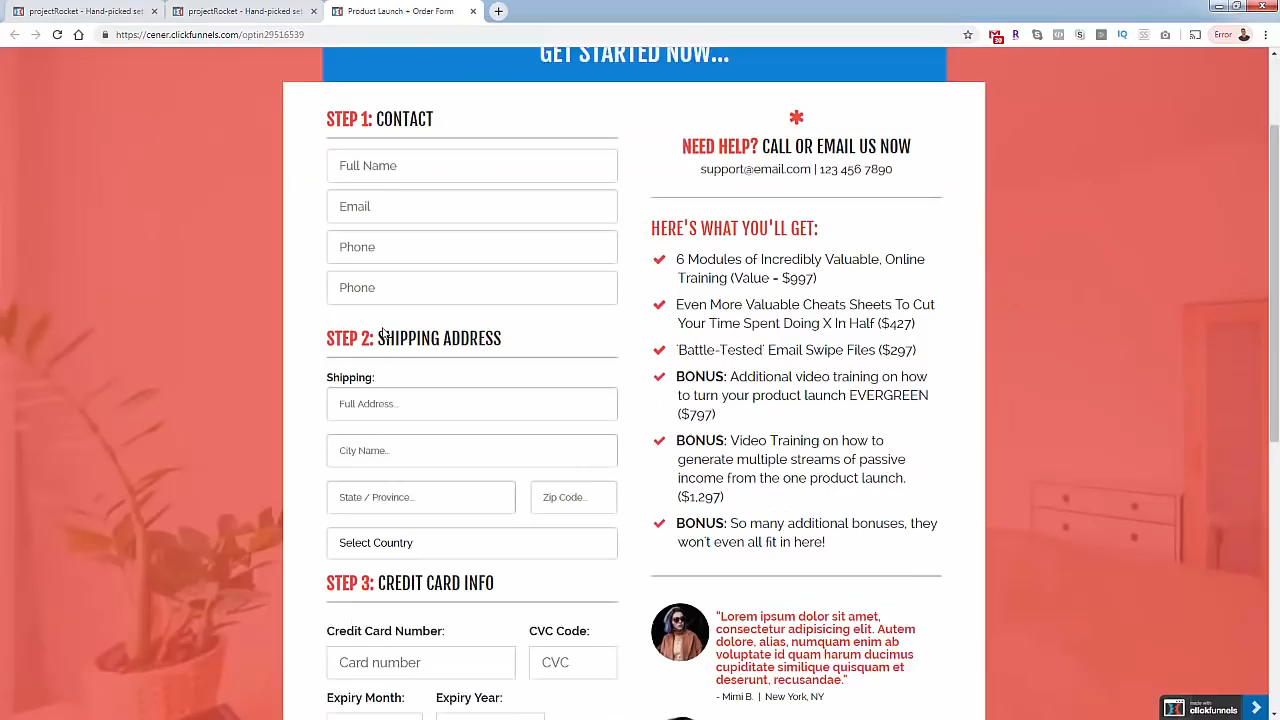 projectRocket - Hand-picked set
projectRocket - Hand-picked set
Product Launch + Order Form
https://cener.clickfunnels.com/optin29516539
30
R
IQ
SS
Error
GET STARTED NOW...
STEP 1: CONTACT
Full Name
Email
Phone
Phone
STEP 2: SHIPPING ADDRESS
Shipping:
Full Address...
City Name...
State / Province...
Zip Code...
Select Country
STEP 3: CREDIT CARD INFO
Credit Card Number:
CVC Code:
Card number
CVC
Expiry Month:
Expiry Year:
NEED HELP? CALL OR EMAIL US NOW
support@email.com | 123 456 7890
HERE'S WHAT YOU'LL GET:
6 Modules of Incredibly Valuable, Online
Training (Value - $997)
Even More Valuable Cheats Sheets To Cut
Your Time Spent Doing X In Half ($427)
'Battle-Tested' Email Swipe Files ($297)
BONUS: Additional video training on how
to turn your product launch EVERGREEN
($797)
BONUS: Video Training on how to
generate multiple streams of passive
income from the one product launch.
($1,297)
BONUS: So many additional bonuses, they
won't even all fit in here!
"Lorem ipsum dolor sit amet,
consectetur adipisicing elit. Autem
dolore, alias, numquam enim ab
voluptate id quam harum ducimus
cupiditate similique quisquam et
deserunt, recusandae."
- Mimi B. | New York, NY
made with
clickfunnels